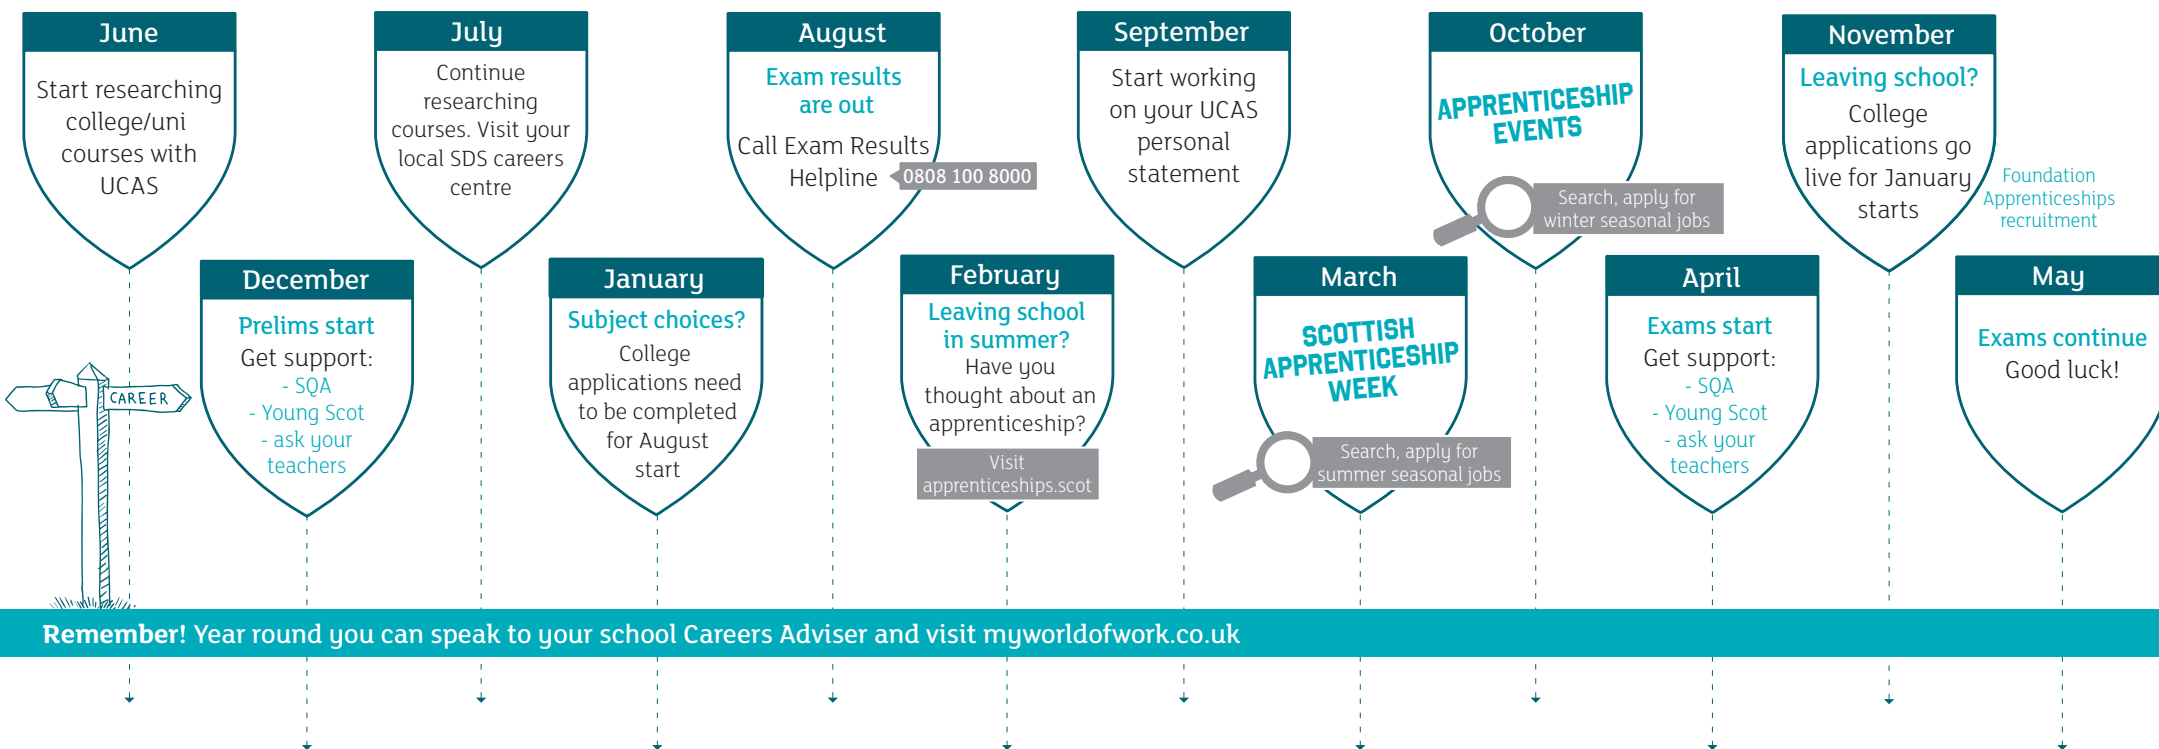 June
Start researching
college/uni
courses with
UCAS
July
Continue
researching
courses. Visit your
local SDS careers
centre
August
Exam results
are out
Call Exam Results
Helpline
0808 100 8000
September
Start working
on your UCAS
personal
statement
October
APPRENTICESHIP
EVENTS
Search, apply for
winter seasonal jobs
November
Leaving school?
College
applications go
live for January
starts
Foundation
Apprenticeships
recruitment
December
Prelims start
Get support:
- SQA
- Young Scot
- ask your
teachers
January
Subject choices?
College
applications need
to be completed
for August
start
February
Leaving school
in summer?
Have you
thought about an
apprenticeship?
Visit
apprenticeships.scot
March
SCOTTISH
APPRENTICESHIP
WEEK
Search, apply for
summer seasonal jobs
April
Exams start
Get support:
- SQA
- Young Scot
- ask your
teachers
May
Exams continue
Good luck!
CAREER
Remember! Year round you can speak to your school Careers Adviser and visit myworldofwork.co.uk